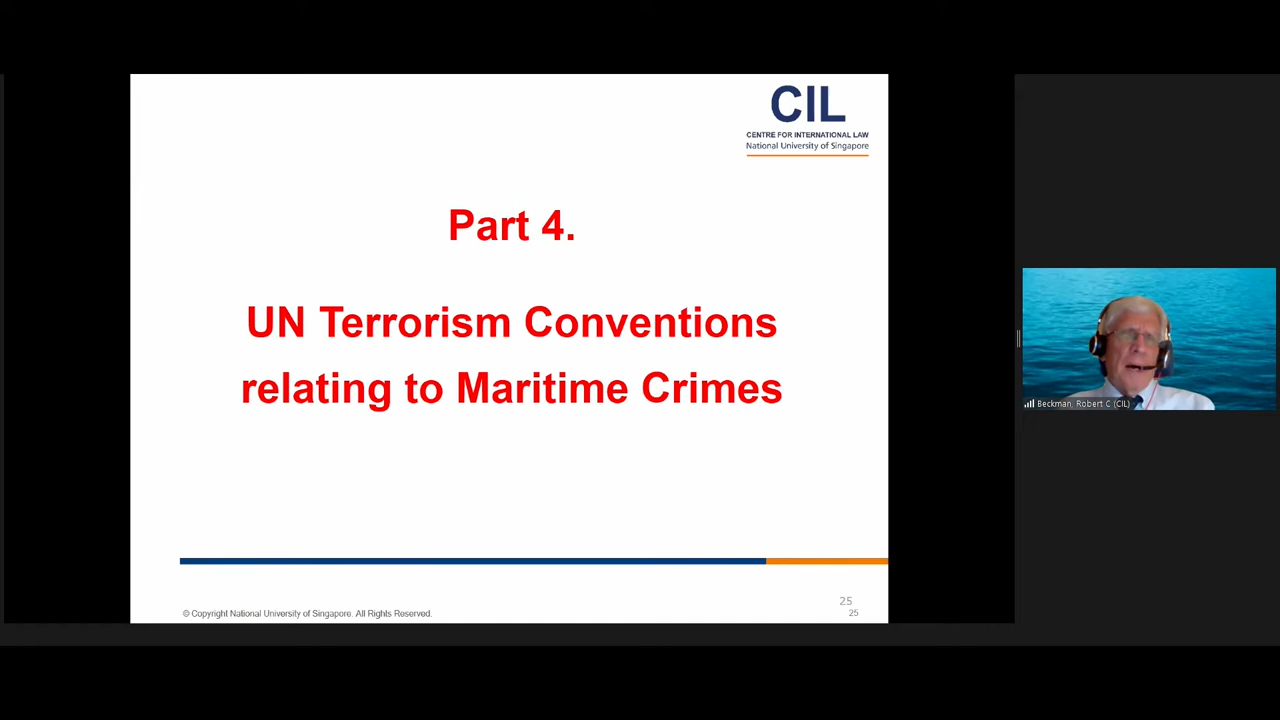 CIL
CENTRE FOR INTERNATIONAL LAW
National University of Singapore
Part 4.
UN Terrorism Conventions
relating to Maritime Crimes
Beckman, Robert C (CIL)
25
© Copyright National University of Singapore. All Rights Reserved.
25